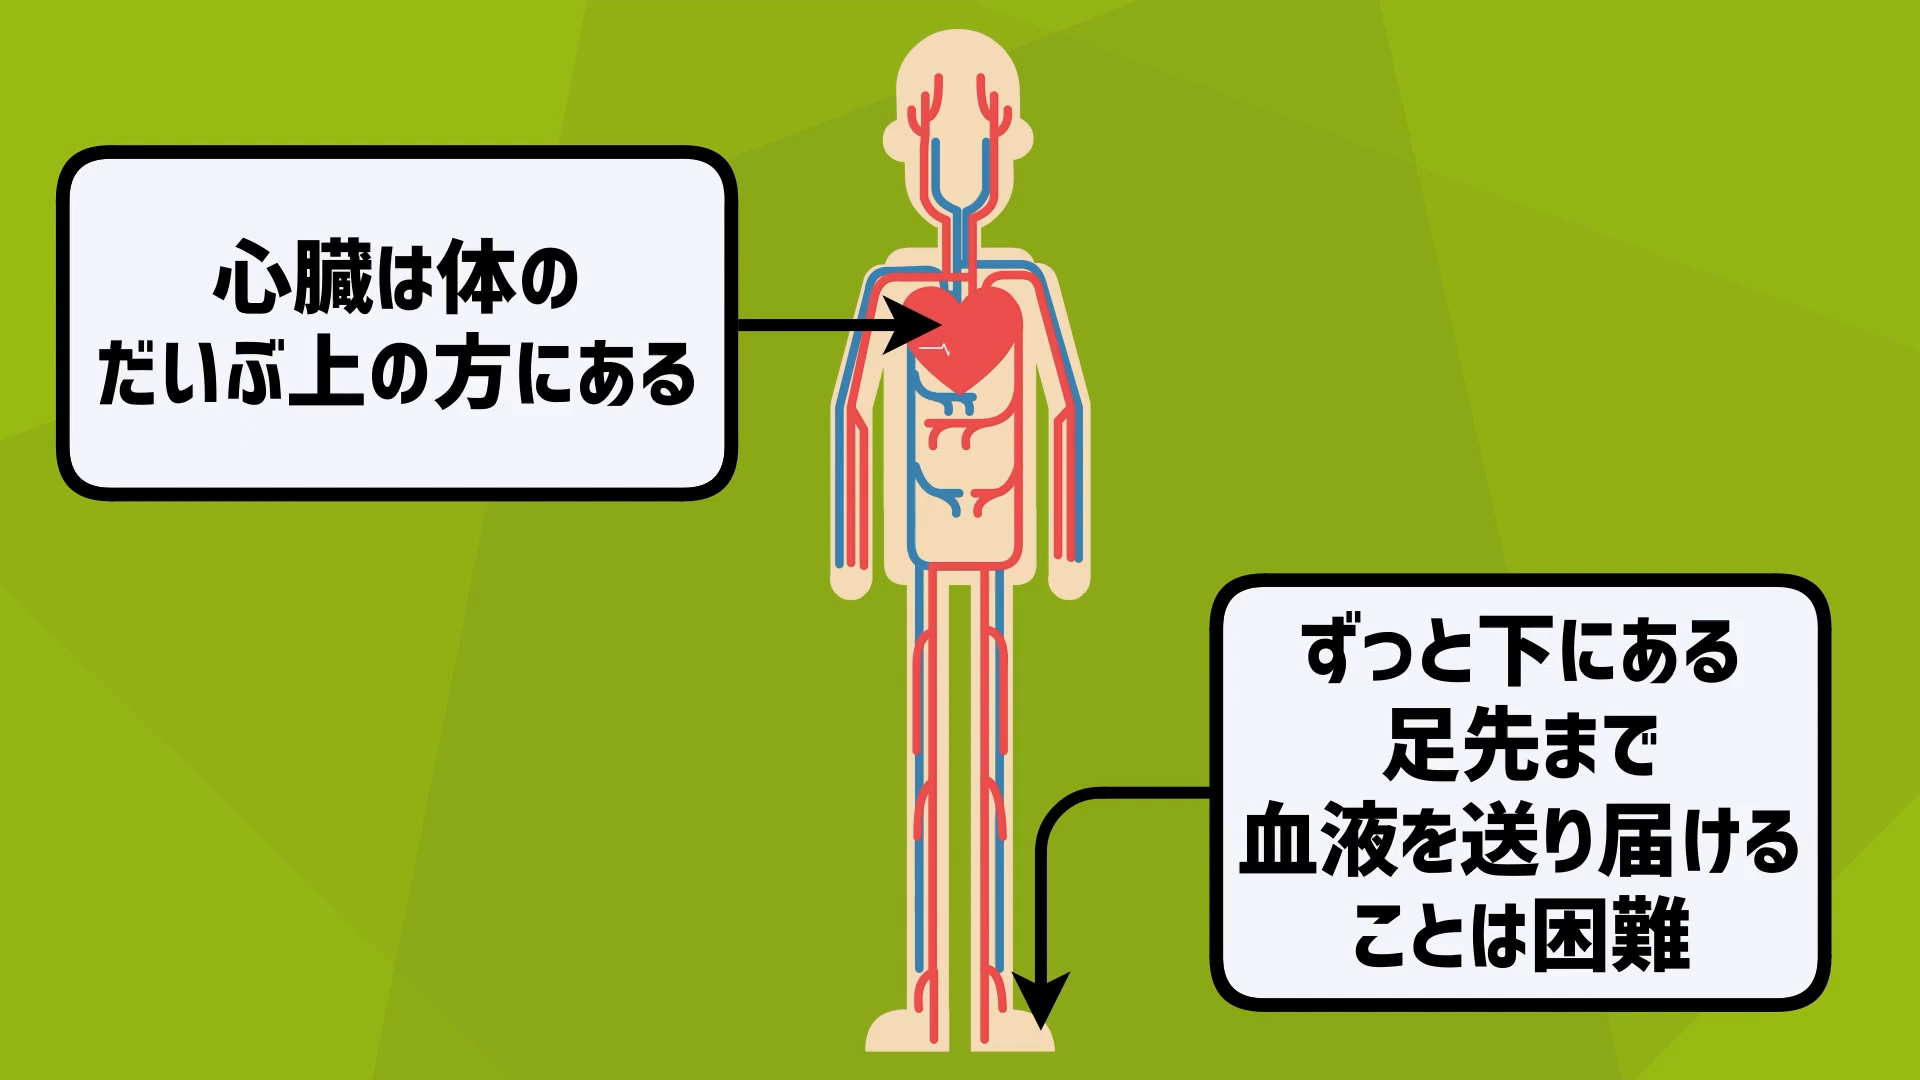 心臓は体の
だいぶ上の方にある
ずっと下にある
足先まで
血液を送り届ける
ことは困難